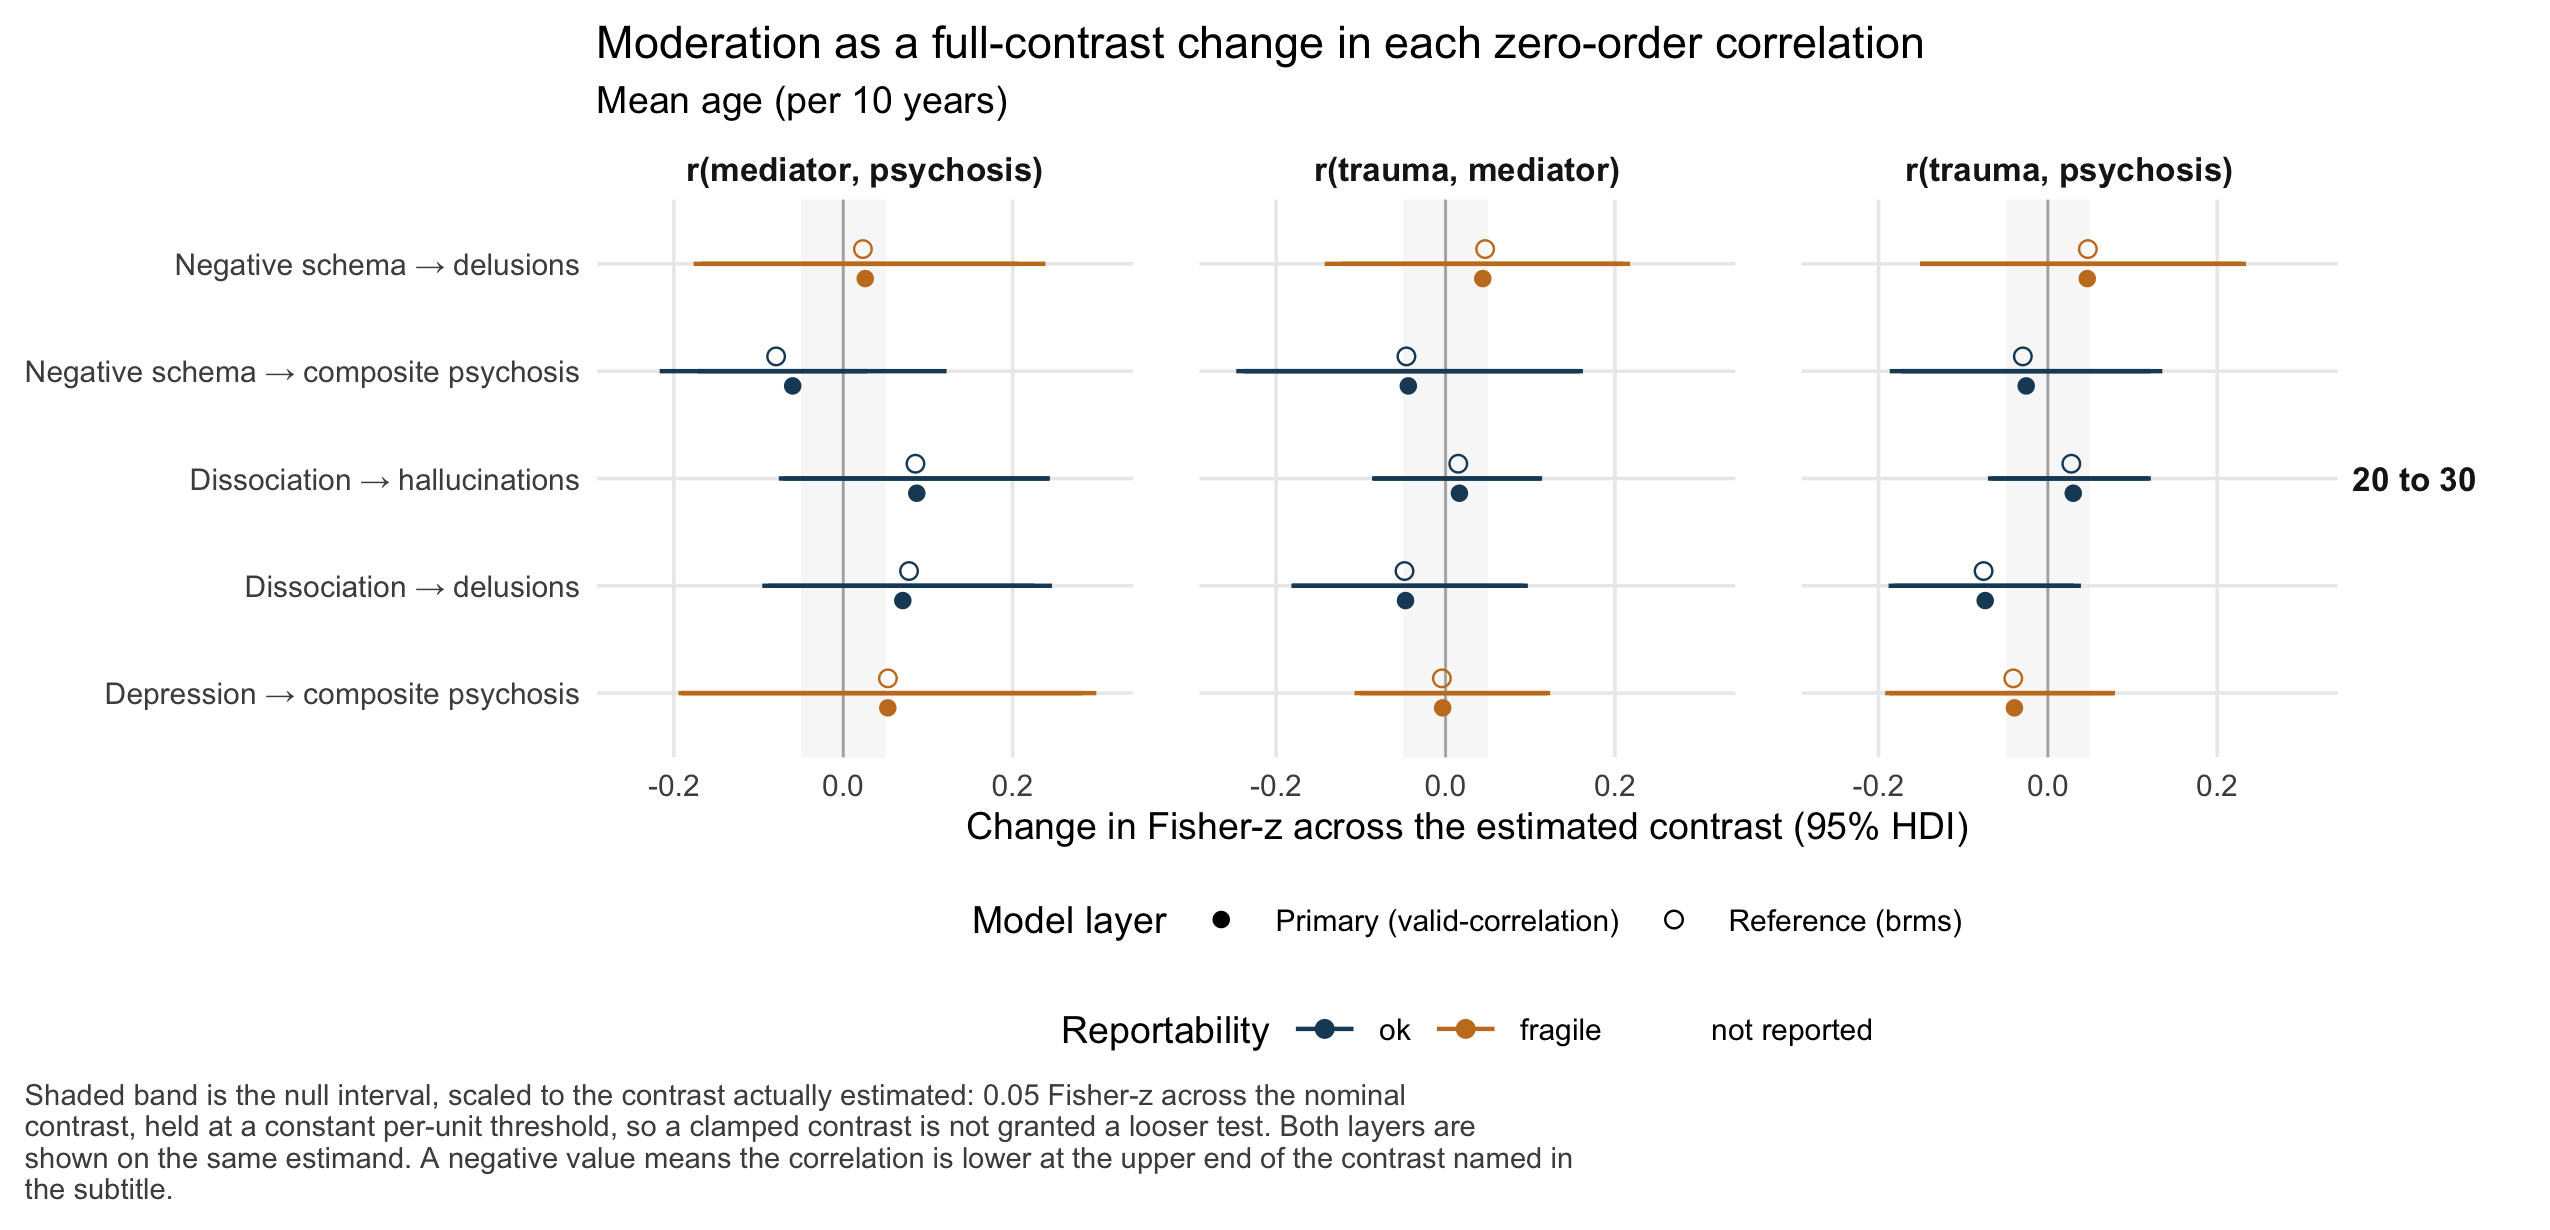 Moderation as a full-contrast change in each zero-order correlation
Mean age (per 10 years)
r(mediator, psychosis)
r(trauma, mediator)
r(trauma, psychosis)
Negative schema → delusions
Negative schema → composite psychosis
Dissociation → hallucinations
Dissociation → delusions
Depression → composite psychosis
20 to 30
-0.2 0.0 0.2
-0.2 0.0 0.2
-0.2 0.0 0.2
Change in Fisher-z across the estimated contrast (95% HDI)
Model layer Primary (valid-correlation) Reference (brms)
Reportability ok fragile not reported
Shaded band is the null interval, scaled to the contrast actually estimated: 0.05 Fisher-z across the nominal
contrast, held at a constant per-unit threshold, so a clamped contrast is not granted a looser test. Both layers are
shown on the same estimand. A negative value means the correlation is lower at the upper end of the contrast named in
the subtitle.